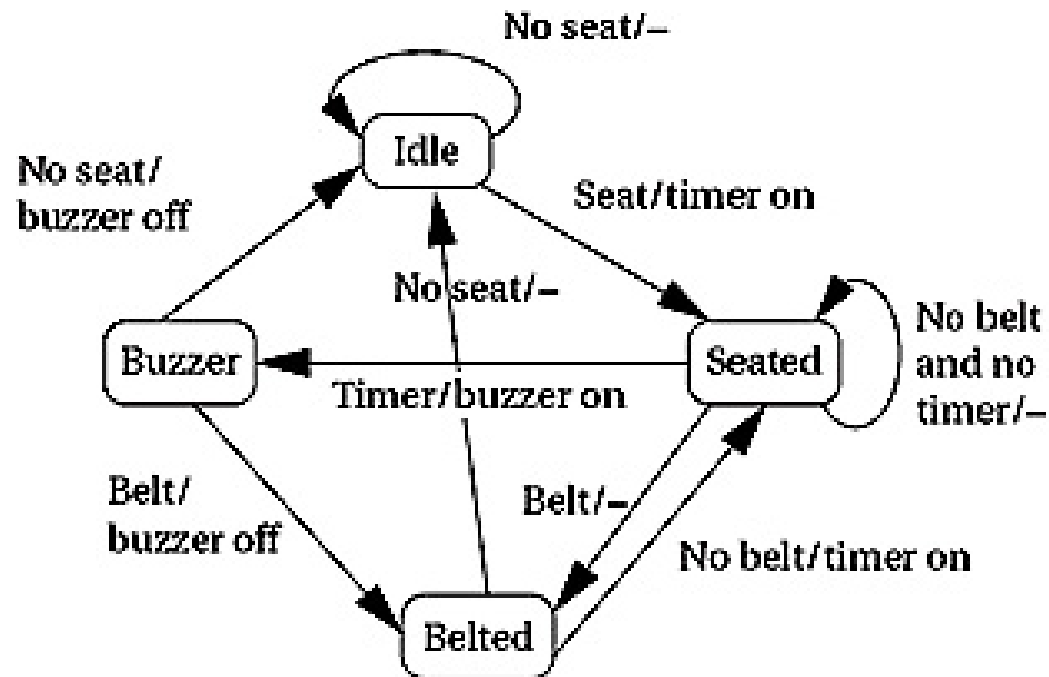 No seat/–
Idle
No seat/
buzzer off
Seat/timer on
No seat/–
No belt
and no
timer/–
Buzzer
Seated
Timer/buzzer on
Belt/
buzzer off
Belt/–
No belt/timer on
Belted